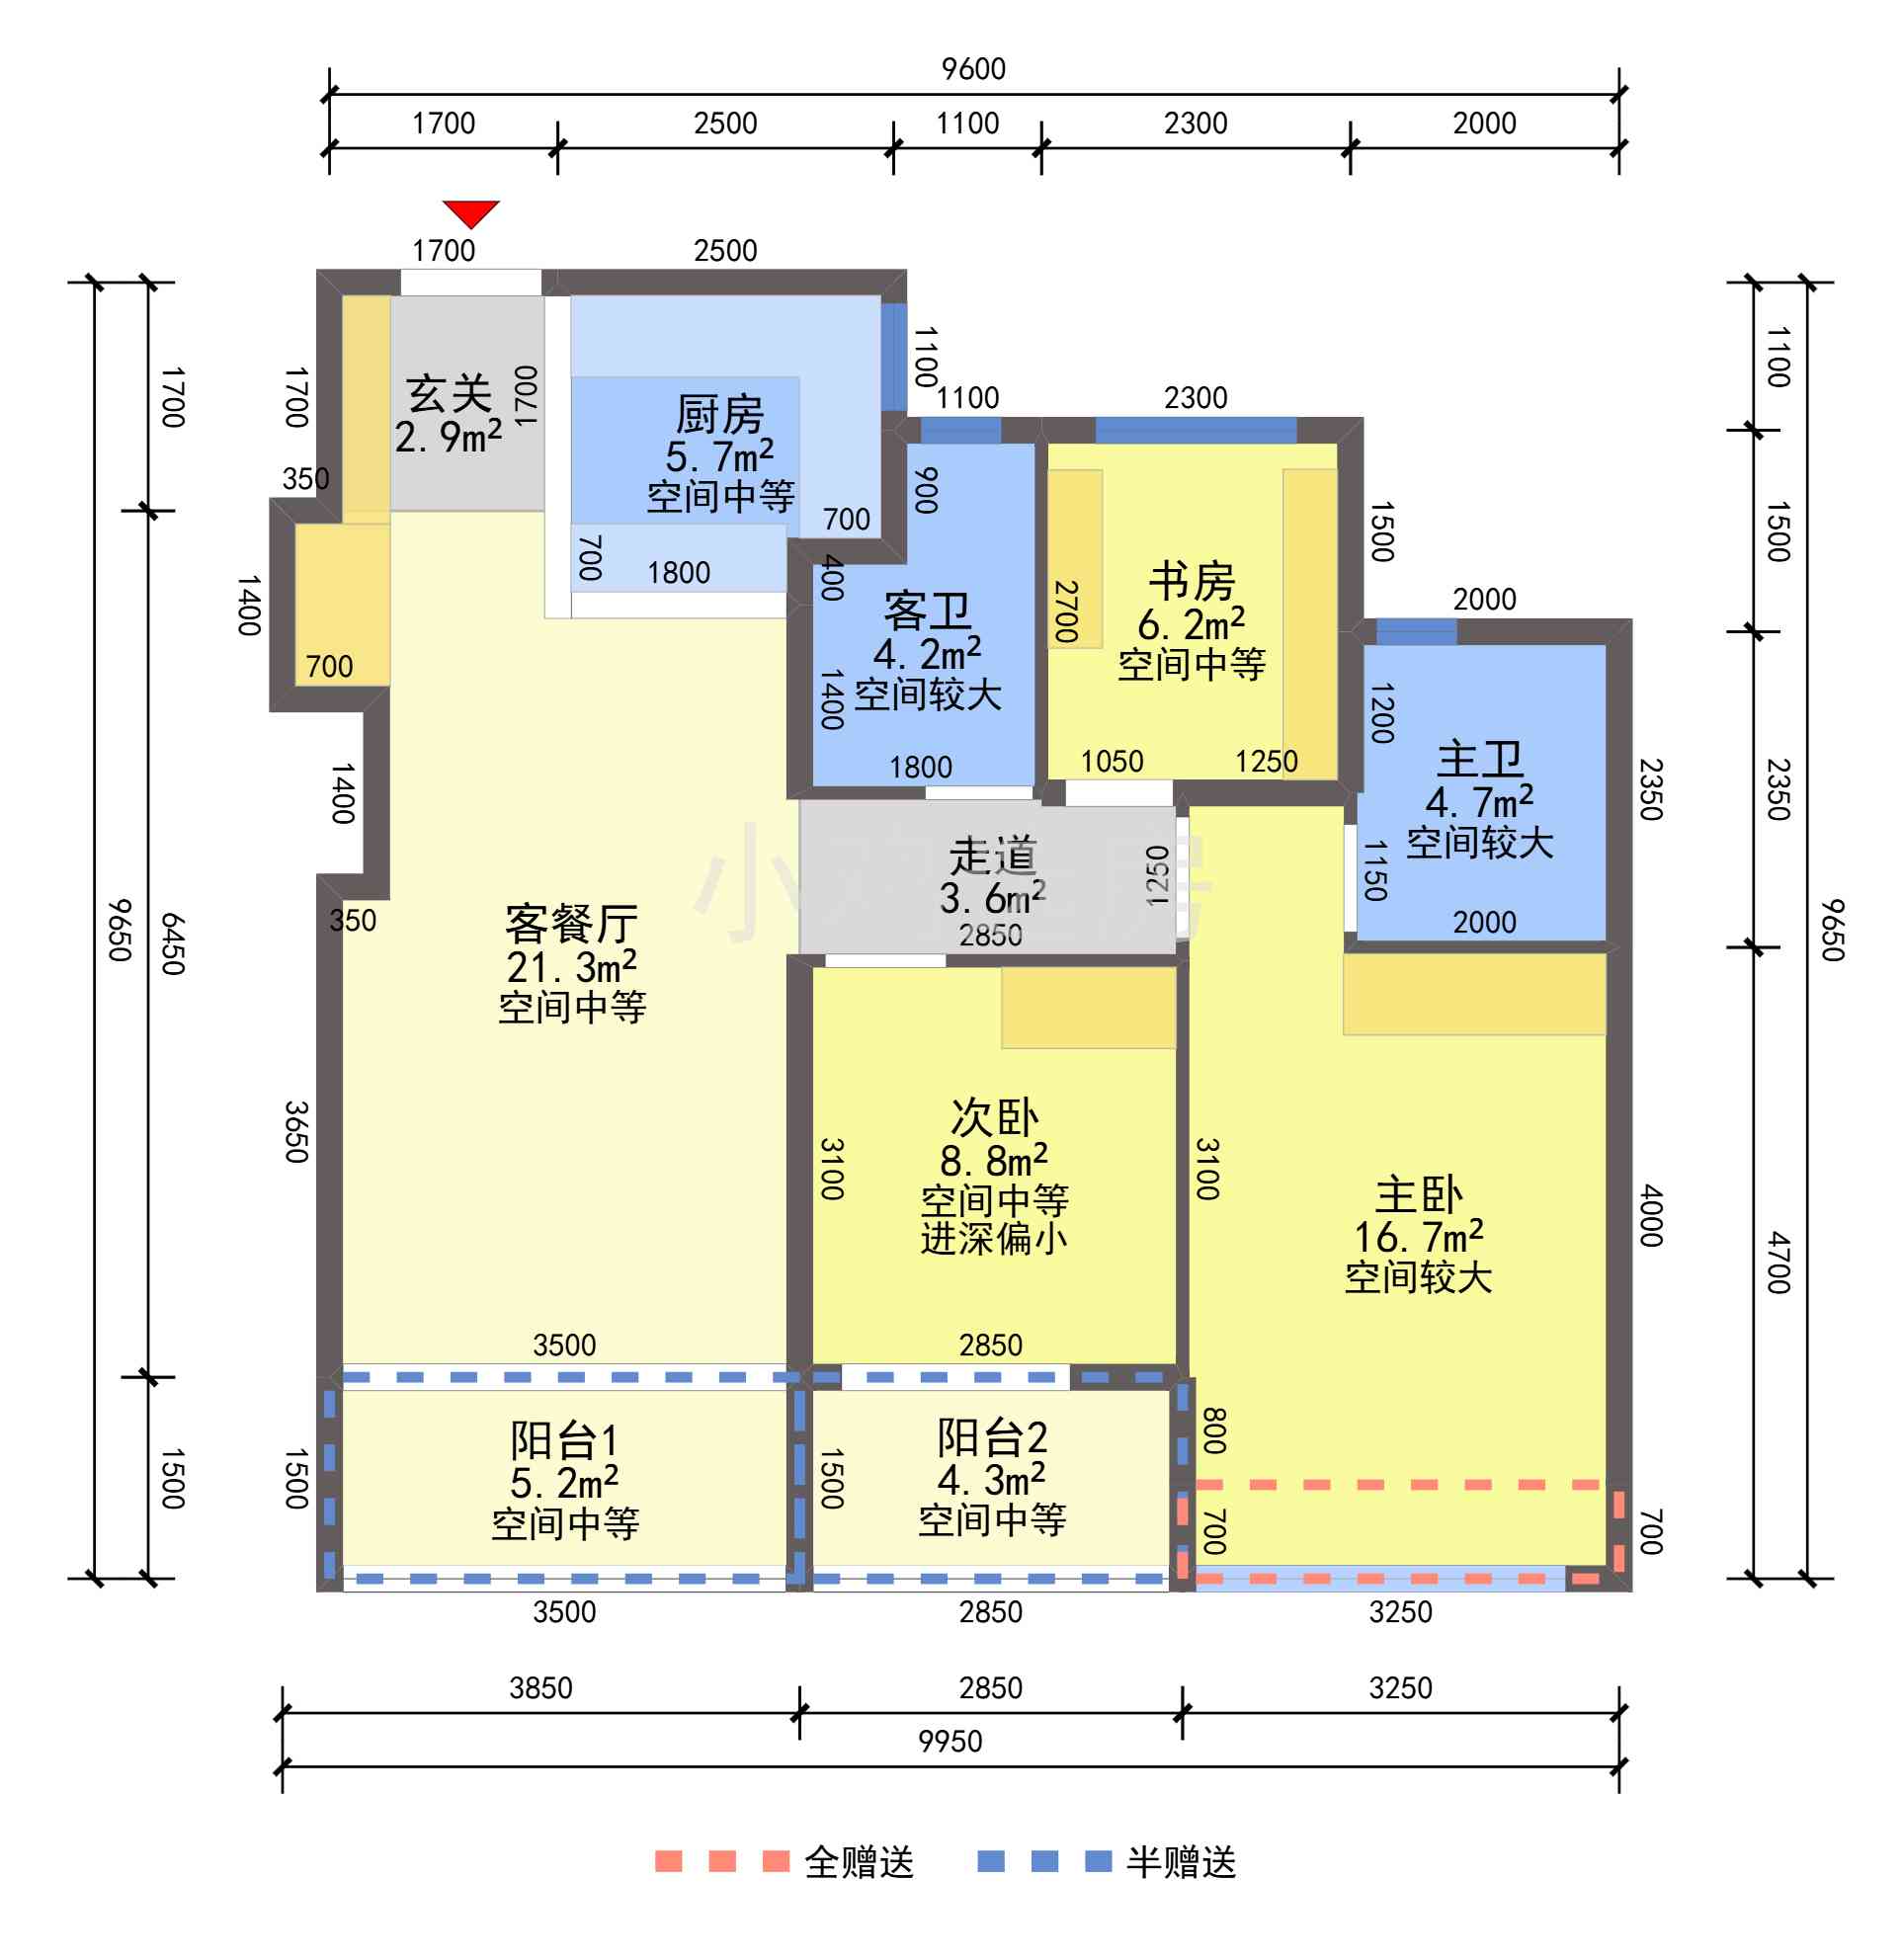 9600
1700
2500
1100
2300
2000
1700
2500
1100
2300
2000
9650
1700
6450
1500
1700
350
1400
700
1400
350
3650
1500
玄关
2.9m²
1700
厨房
5.7m²
空间中等
700
700
1800
1100
900
400
客卫
4.2m²
空间较大
1400
1800
书房
6.2m²
空间中等
2700
1050
1250
1500
主卫
4.7m²
空间较大
1200
1150
2000
2350
走道
3.6m²
1250
2850
客餐厅
21.3m²
空间中等
3500
次卧
8.8m²
空间中等
进深偏小
3100
2850
主卧
16.7m²
空间较大
3100
4000
800
700
700
阳台1
5.2m²
空间中等
1500
阳台2
4.3m²
空间中等
3500
2850
3250
1100
1500
2350
4700
9650
3850
2850
3250
9950
全赠送
半赠送